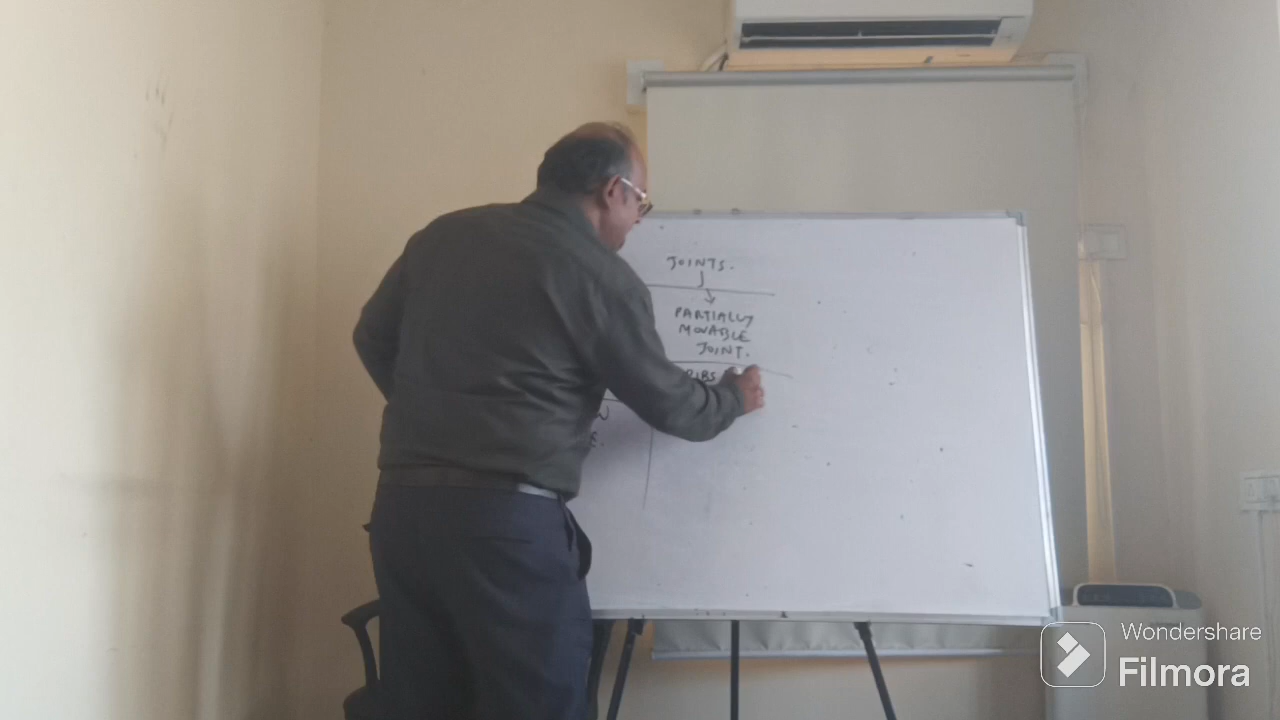 JOINTS.
PARTIALLY
MOVABLE
JOINT.
RIBS
Wondershare
Filmora